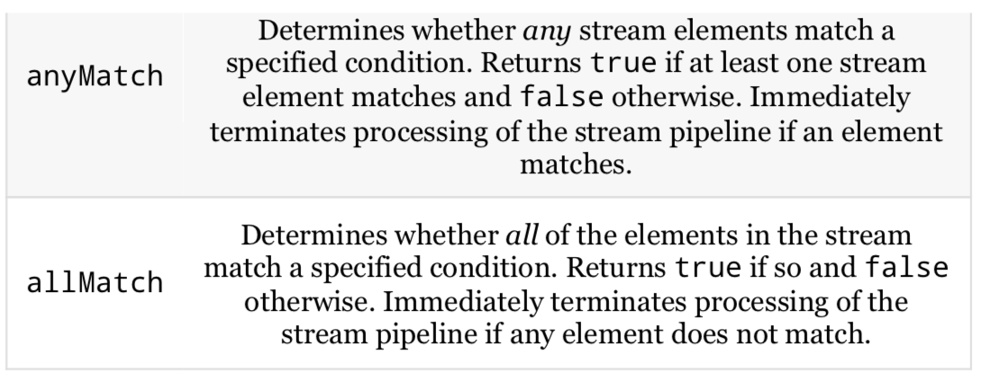 anyMatch
Determines whether any stream elements match a
specified condition. Returns true if at least one stream
element matches and false otherwise. Immediately
terminates processing of the stream pipeline if an element
matches.
allMatch
Determines whether all of the elements in the stream
match a specified condition. Returns true if so and false
otherwise. Immediately terminates processing of the
stream pipeline if any element does not match.